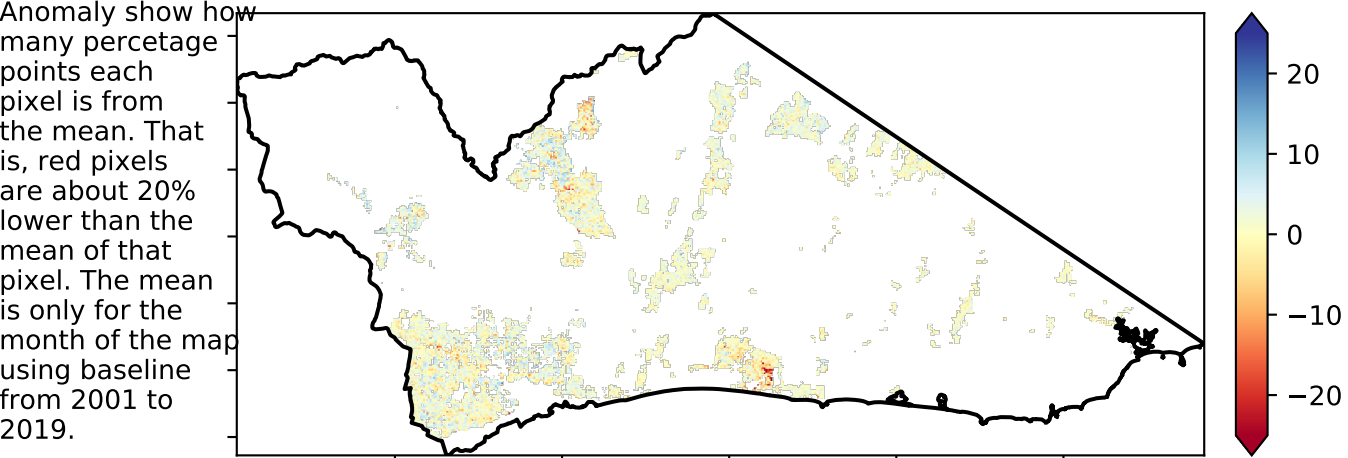 Anomaly show how
many percetage
points each
pixel is from
the mean. That
is, red pixels
are about 20%
lower than the
mean of that
pixel. The mean
is only for the
month of the map
using baseline
from 2001 to
2019.
20
10
0
−10
−20